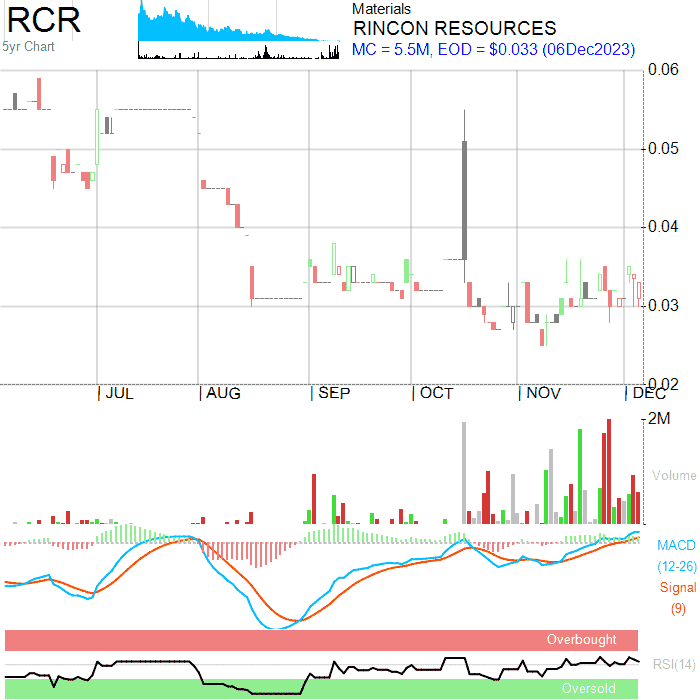 RCR
5yr Chart
Materials
RINCON RESOURCES
MC = 5.5M, EOD = $0.033 (06Dec2023)
0.06
0.05
0.04
0.03
0.02
JUL
AUG
SEP
OCT
NOV
DEC
2M
Volume
MACD
(12-26)
Signal
(9)
Overbought
RSI(14)
Oversold